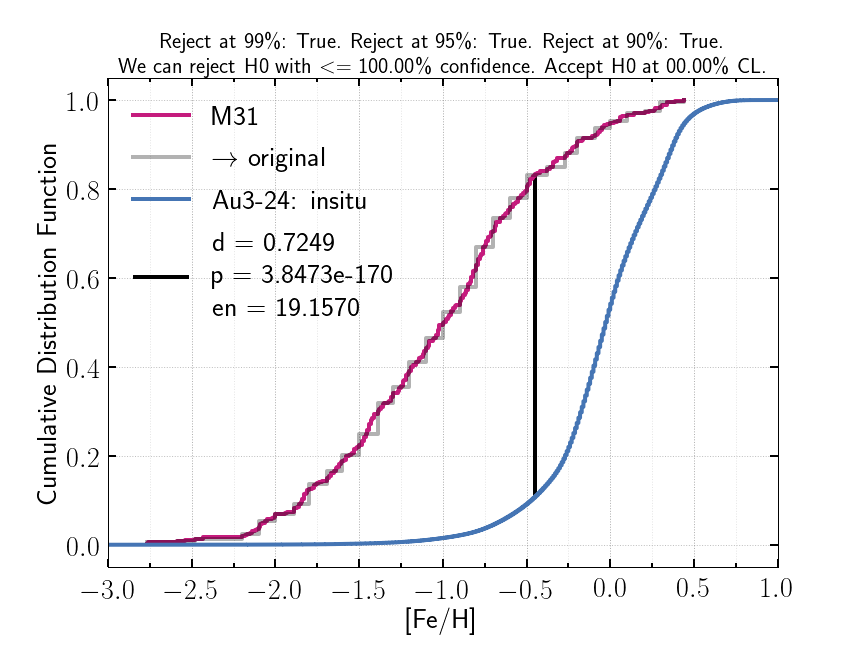 Reject at 99%: True. Reject at 95%: True. Reject at 90%: True.
We can reject H0 with <= 100.00% confidence. Accept H0 at 00.00% CL.
M31
→ original
Au3-24: insitu
d = 0.7249
p = 3.8473e-170
en = 19.1570
Cumulative Distribution Function
1.0
0.8
0.6
0.4
0.2
0.0
−3.0 −2.5 −2.0 −1.5 −1.0 −0.5 0.0 0.5 1.0
[Fe/H]